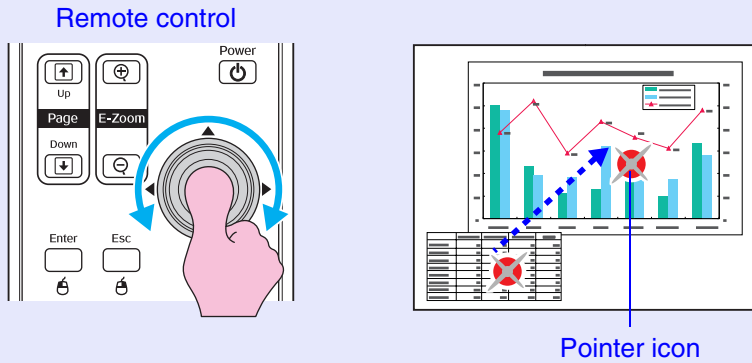 Remote control
Power
Up
Page
E-Zoom
Down
Enter
Esc
Pointer icon